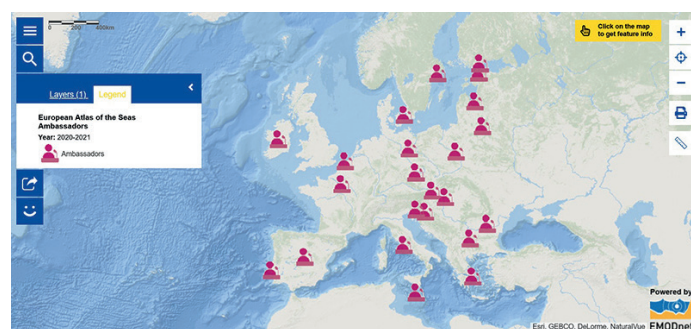 0 200 400km
Click on the map
to get feature info
Layers (1)
Legend
European Atlas of the Seas
Ambassadors
Year: 2020-2021
Ambassadors
Powered by
EMODnet
Esri, GEBCO, DeLorme, NaturalVue